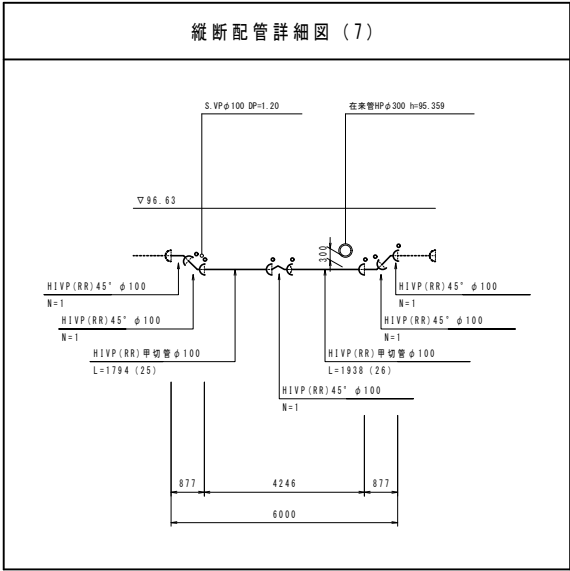 縦断配管詳細図 (7)
S.VPφ100 DP=1.20
在来管HPφ300 h=95.359
▽96.63
300
HIVP(RR)45° φ100
N=1
HIVP(RR)45° φ100
N=1
HIVP(RR)45° φ100
N=1
HIVP(RR)45° φ100
N=1
HIVP(RR)甲切管φ100
L=1794 (25)
HIVP(RR)甲切管φ100
L=1938 (26)
HIVP(RR)45° φ100
N=1
877
4246
877
6000